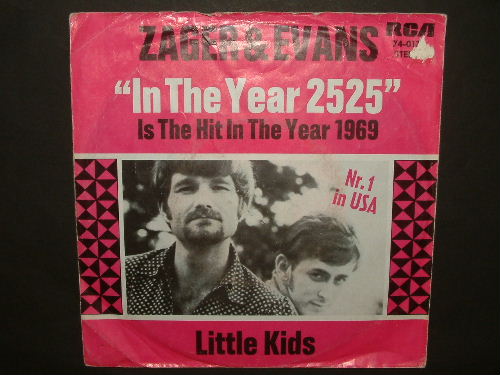 ZAGER & EVANS
RCA
"In The Year 2525"
Is The Hit In The Year 1969
Nr. 1
in USA
Little Kids